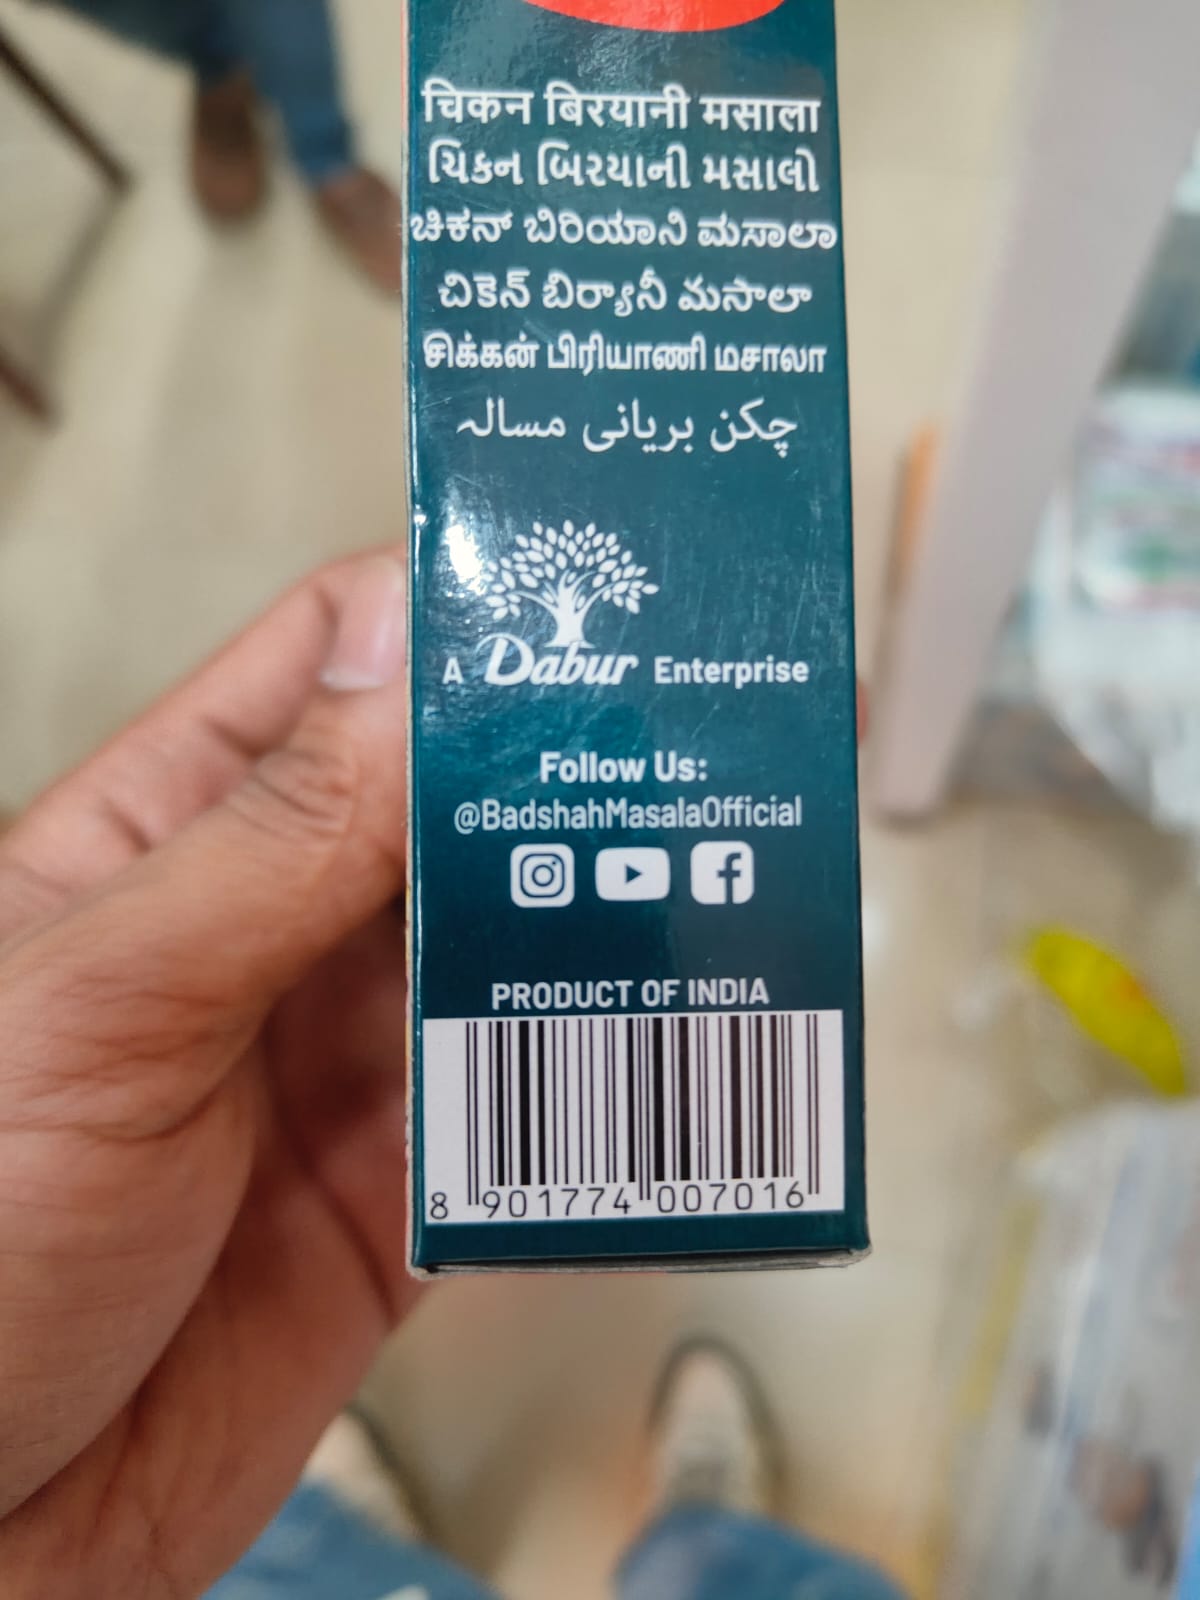 चिकन बिरयानी मसाला
ચિકન બિરયાની મસાલો
ಚಿಕನ್ ಬಿರಿಯಾನಿ ಮಸಾಲಾ
చికెన్ బిర్యానీ మసాలా
சிக்கன் பிரியாணி மசாலா
چکن بریانی مسالہ
A Dabur Enterprise
Follow Us:
@BadshahMasalaOfficial
PRODUCT OF INDIA
8 901774 007016